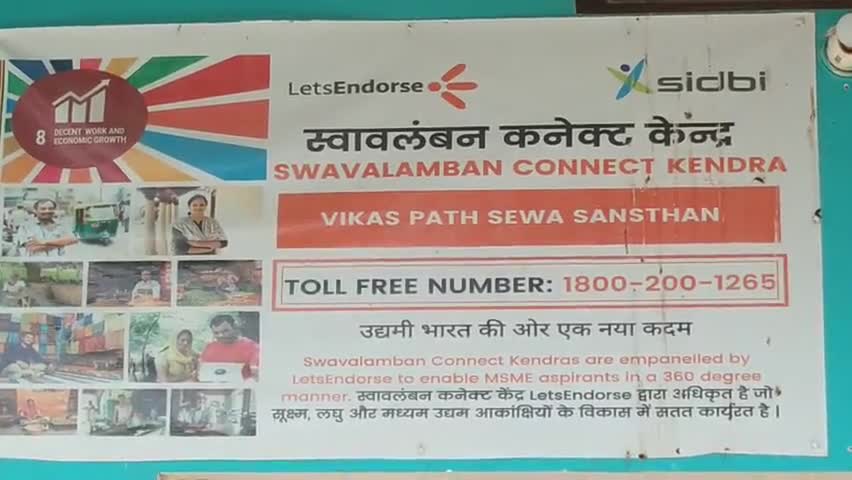 8 DECENT WORK AND
ECONOMIC GROWTH
LetsEndorse
sidbi
स्वावलंबन कनेक्ट केन्द्र
SWAVALAMBAN CONNECT KENDRA
VIKAS PATH SEWA SANSTHAN
TOLL FREE NUMBER: 1800-200-1265
उद्यमी भारत की ओर एक नया कदम
Swavalamban Connect Kendras are empanelled by
LetsEndorse to enable MSME aspirants in a 360 degree
manner. स्वावलंबन कनेक्ट केंद्र LetsEndorse द्वारा अधिकृत है जो
सूक्ष्म, लघु और मध्यम उद्यम आकांक्षियों के विकास में सतत कार्यरत है।